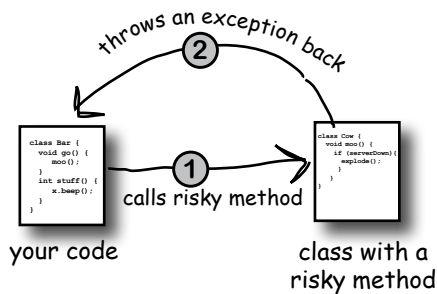 throws an exception back
2
class Bar {
void go() {
moo();
}
int stuff() {
x.beep();
}
}
1
calls risky method
class Cow {
void moo() {
if (serverDown){
explode();
}
}
}
your code
class with a
risky method